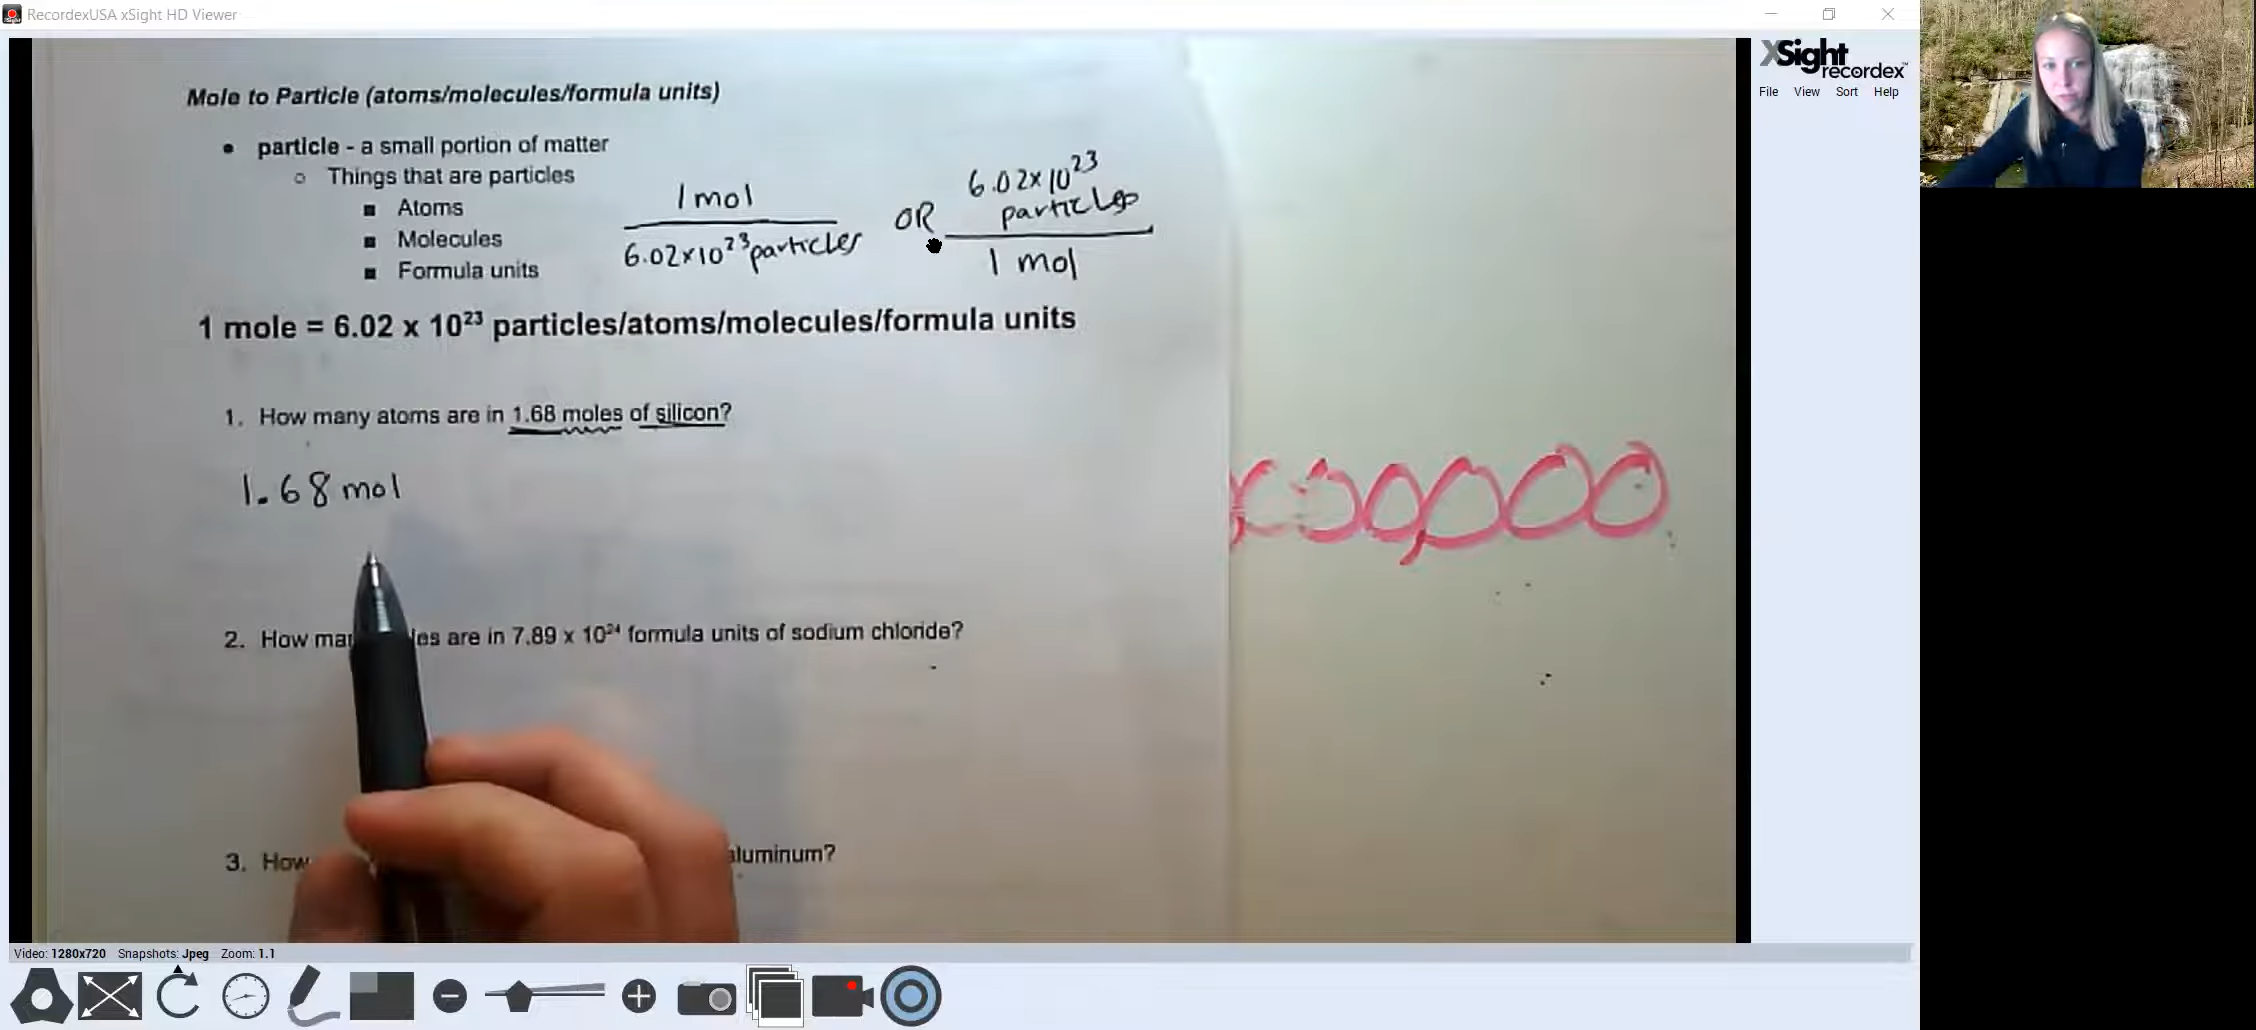 RecordexUSA xSight HD Viewer
XSight
recordex™
File View Sort Help
Mole to Particle (atoms/molecules/formula units)
• particle - a small portion of matter
○ Things that are particles
■ Atoms
■ Molecules
■ Formula units
1 mol
6.02x10²³ particles
OR
6.02x10²³
particles
1 mol
1 mole = 6.02 x 10²³ particles/atoms/molecules/formula units
1. How many atoms are in 1.68 moles of silicon?
1.68 mol
2. How are in 7.89 x 10²⁴ formula units of sodium chloride?
3. How aluminum?
Video: 1280x720 Snapshots: Jpeg Zoom: 1.1